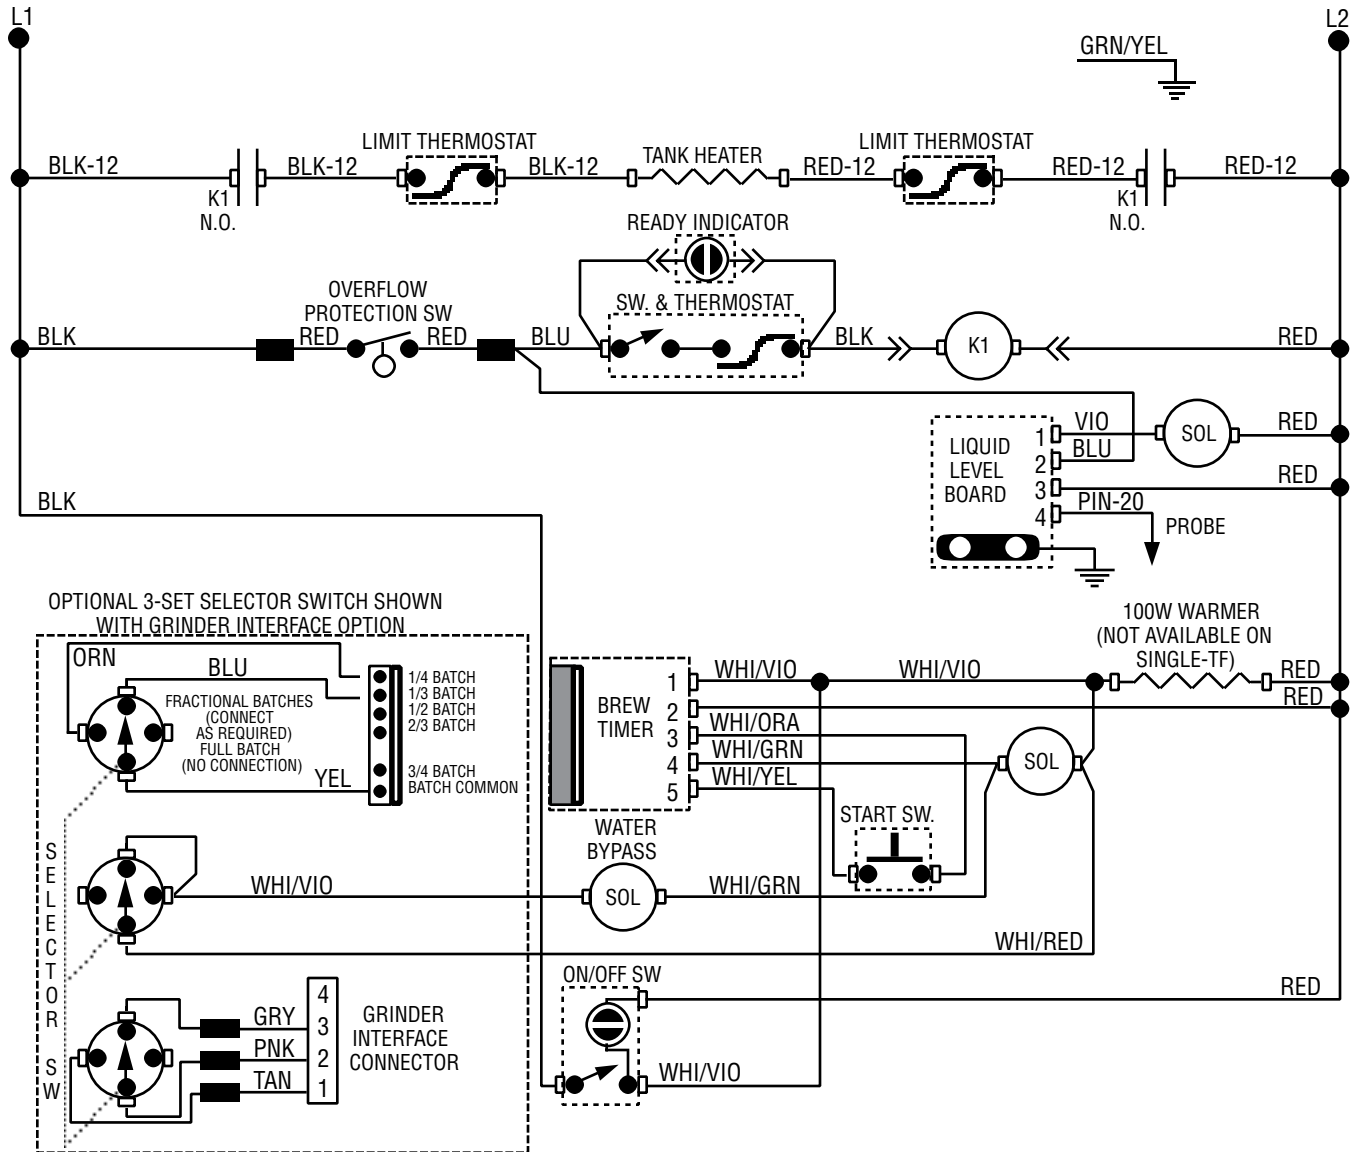 L1
L2
GRN/YEL
LIMIT THERMOSTAT
LIMIT THERMOSTAT
BLK-12
BLK-12
BLK-12
TANK HEATER
RED-12
RED-12
RED-12
K1
N.O.
K1
N.O.
READY INDICATOR
OVERFLOW
PROTECTION SW
SW. & THERMOSTAT
BLK
RED
RED
BLU
BLK
K1
RED
LIQUID
LEVEL
BOARD
1
2
3
4
VIO
BLU
SOL
RED
RED
PIN-20
PROBE
BLK
OPTIONAL 3-SET SELECTOR SWITCH SHOWN
WITH GRINDER INTERFACE OPTION
ORN
BLU
FRACTIONAL BATCHES
(CONNECT
AS REQUIRED)
FULL BATCH
(NO CONNECTION)
YEL
1/4 BATCH
1/3 BATCH
1/2 BATCH
2/3 BATCH
3/4 BATCH
BATCH COMMON
BREW
TIMER
1
2
3
4
5
WHI/VIO
WHI/VIO
WHI/ORA
WHI/GRN
WHI/YEL
100W WARMER
(NOT AVAILABLE ON
SINGLE-TF)
RED
RED
SOL
START SW.
WATER
BYPASS
SELECTOR SW
WHI/VIO
SOL
WHI/GRN
WHI/RED
ON/OFF SW
RED
WHI/VIO
GRY
PNK
TAN
4
3
2
1
GRINDER
INTERFACE
CONNECTOR